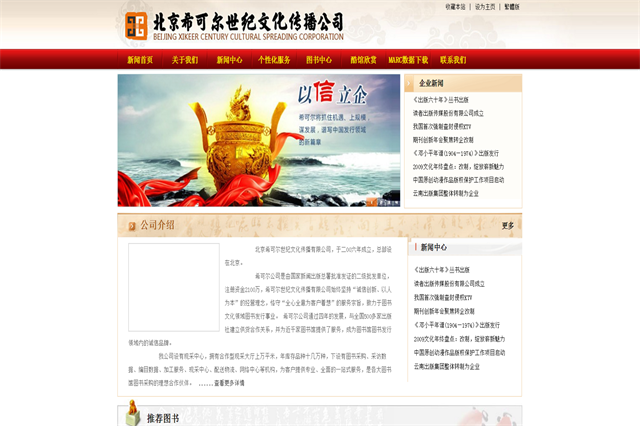 收藏本站 | 设为主页 | 繁體版
北京希可尔世纪文化传播公司
BEIJING XIKEER CENTURY CULTURAL SPREADING CORPORATION
新闻首页 关于我们 新闻中心 个性化服务 图书中心 酷馆欣赏 MARC数据下载 联系我们
以信立企
希可尔将抓住机遇、上规模、
谋发展，谱写中国发行领域
的新篇章
企业新闻
《出版六十年》丛书出版
读者出版传媒股份有限公司成立
我国首次强制查封侵权KTV
期刊创新年会聚焦转企改制
《邓小平年谱(1904—1974)》出版发行
2009文化年终盘点：改制，绽放崭新魅力
中国原创动漫作品版权保护工作项目启动
云南出版集团整体转制为企业
公司介绍
更多
北京希可尔世纪文化传播有限公司，于二00六年成立，总部设
在北京。
希可尔公司是由国家新闻出版总署批准发证的二级批发单位，
注册资金2100万，希可尔世纪文化传播有限公司始终坚持“诚信创新，以人
为本”的经营理念，恪守“全心全意为客户着想”的服务宗旨，致力于图书
文化领域图书发行事业。 希可尔公司通过四年的发展，与全国500多家出版
社建立供货合作关系，并为近千家图书馆提供了服务，成为图书馆图书发行
领域内的诚信品牌。
我公司设有现采中心，拥有合作型现采大厅上万平米，年库存品种十几万种，下设有图书采购、采访数
据、编目数据、加工服务、现采中心、配送物流、网络中心等机构，为客户提供专业、全面的一站式服务，是各大图书
馆图书采购的理想合作伙伴。 ......查看更多详情
新闻中心
《出版六十年》丛书出版
读者出版传媒股份有限公司成立
我国首次强制查封侵权KTV
期刊创新年会聚焦转企改制
《邓小平年谱(1904—1974)》出版发行
2009文化年终盘点：改制，绽放崭新魅力
中国原创动漫作品版权保护工作项目启动
云南出版集团整体转制为企业
推荐图书